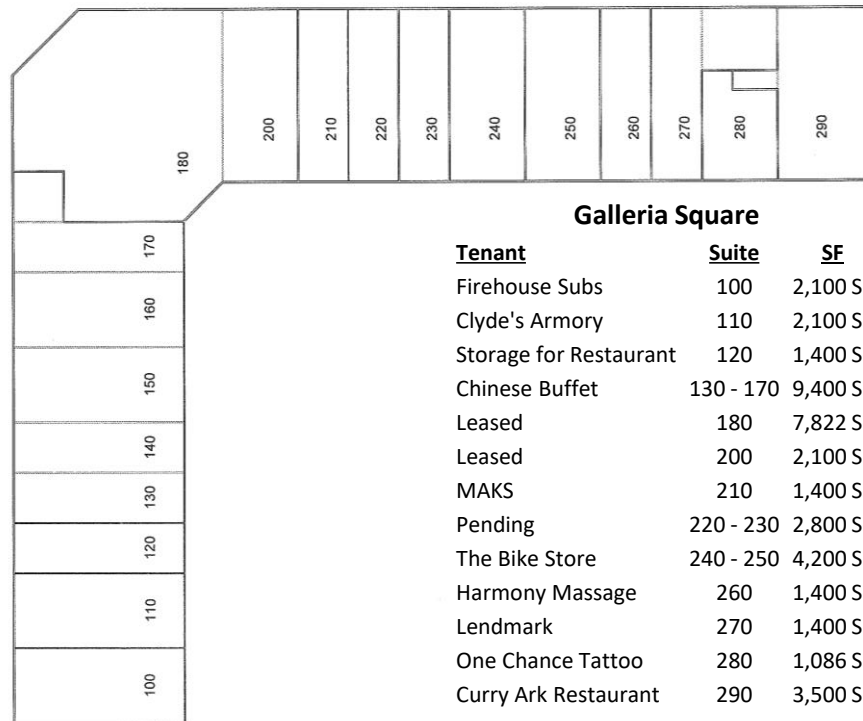 200 210 220 230 240 250 260 270 280 290
180
170
160
150
140
130
120
110
100
Galleria Square
Tenant Suite SF
Firehouse Subs 100 2,100 S
Clyde's Armory 110 2,100 S
Storage for Restaurant 120 1,400 S
Chinese Buffet 130 - 170 9,400 S
Leased 180 7,822 S
Leased 200 2,100 S
MAKS 210 1,400 S
Pending 220 - 230 2,800 S
The Bike Store 240 - 250 4,200 S
Harmony Massage 260 1,400 S
Lendmark 270 1,400 S
One Chance Tattoo 280 1,086 S
Curry Ark Restaurant 290 3,500 S